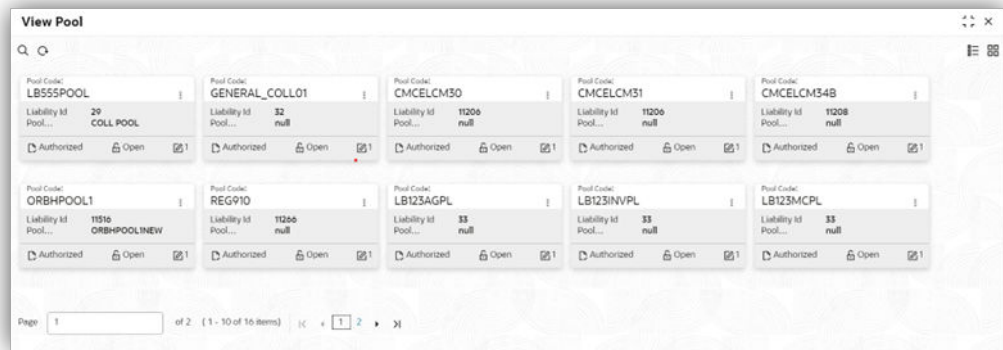 View Pool
Pool Code: Pool Code: Pool Code: Pool Code: Pool Code:
LB555POOL GENERAL_COLL01 CMCELCM30 CMCELCM31 CMCELCM34B
Liability Id 29 Liability Id 32 Liability Id 11206 Liability Id 11206 Liability Id 11208
Pool... COLL POOL Pool... null Pool... null Pool... null Pool... null
Authorized Open 1 Authorized Open 1 Authorized Open 1 Authorized Open 1 Authorized Open 1
Pool Code: Pool Code: Pool Code: Pool Code: Pool Code:
ORBHPOOL1 REG910 LB123AGPL LB123INVPL LB123MCPL
Liability Id 11516 Liability Id 11266 Liability Id 33 Liability Id 33 Liability Id 33
Pool... ORBHPOOL1NEW Pool... null Pool... null Pool... null Pool... null
Authorized Open 1 Authorized Open 1 Authorized Open 1 Authorized Open 1 Authorized Open 1
Page 1 of 2 (1 - 10 of 16 items) 1 2